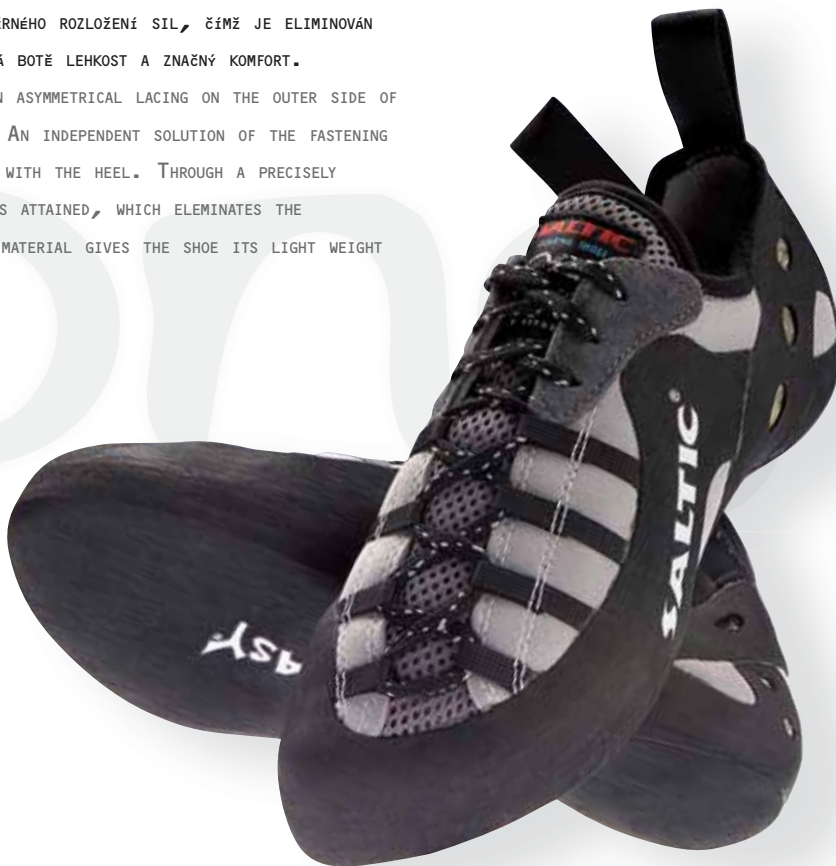 RNÉHO ROZLOŽENÍ SIL, ČÍMŽ JE ELIMINOVÁN
BOTĚ LEHKOST A ZNAČNÝ KOMFORT.
ASYMMETRICAL LACING ON THE OUTER SIDE OF
AN INDEPENDENT SOLUTION OF THE FASTENING
WITH THE HEEL. THROUGH A PRECISELY
S ATTAINED, WHICH ELEMINATES THE
MATERIAL GIVES THE SHOE ITS LIGHT WEIGHT
SALTIC
SALTIC®